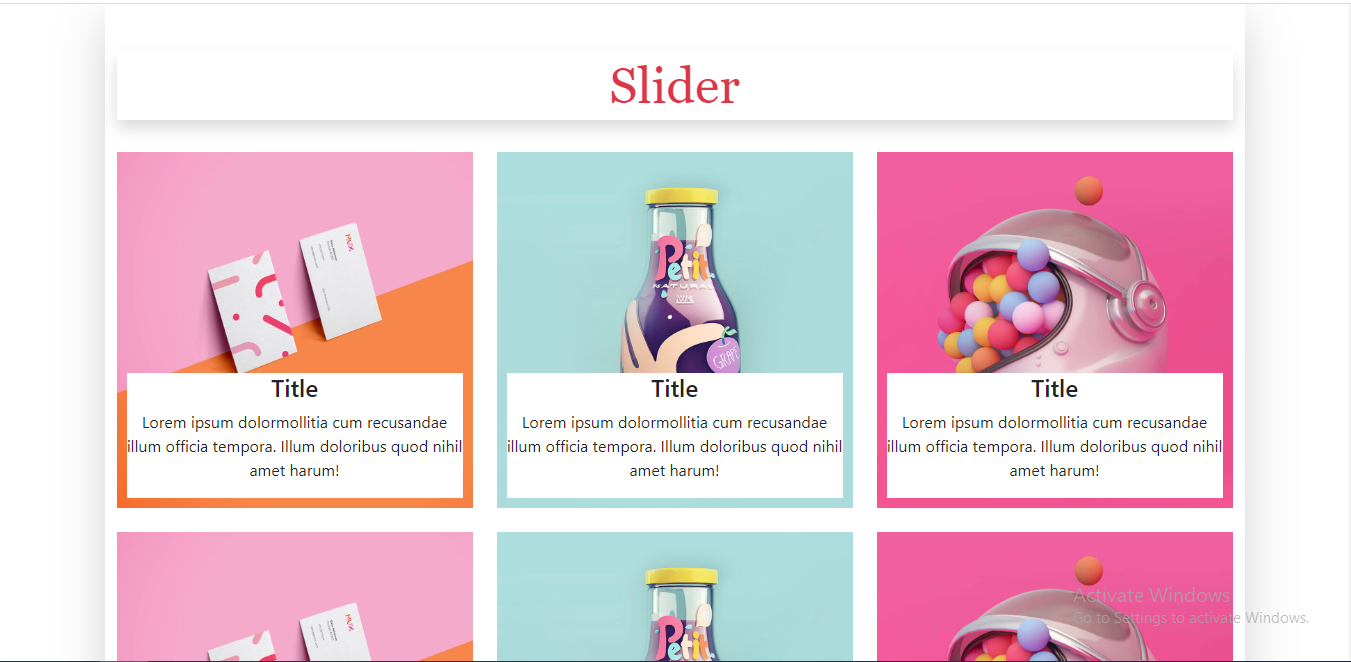 Slider
MUX
Petit
NATURAL
GRAPE
Title
Lorem ipsum dolormollitia cum recusandae
illum officia tempora. Illum doloribus quod nihil
amet harum!
Title
Lorem ipsum dolormollitia cum recusandae
illum officia tempora. Illum doloribus quod nihil
amet harum!
Title
Lorem ipsum dolormollitia cum recusandae
illum officia tempora. Illum doloribus quod nihil
amet harum!
MUX
Petit
NATURAL
Activate Windows
Go to Settings to activate Windows.